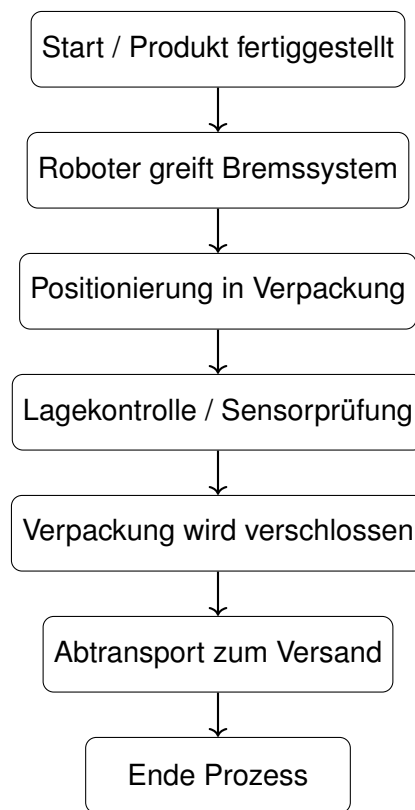 Start / Produkt fertiggestellt
Roboter greift Bremssystem
Positionierung in Verpackung
Lagekontrolle / Sensorprüfung
Verpackung wird verschlossen
Abtransport zum Versand
Ende Prozess